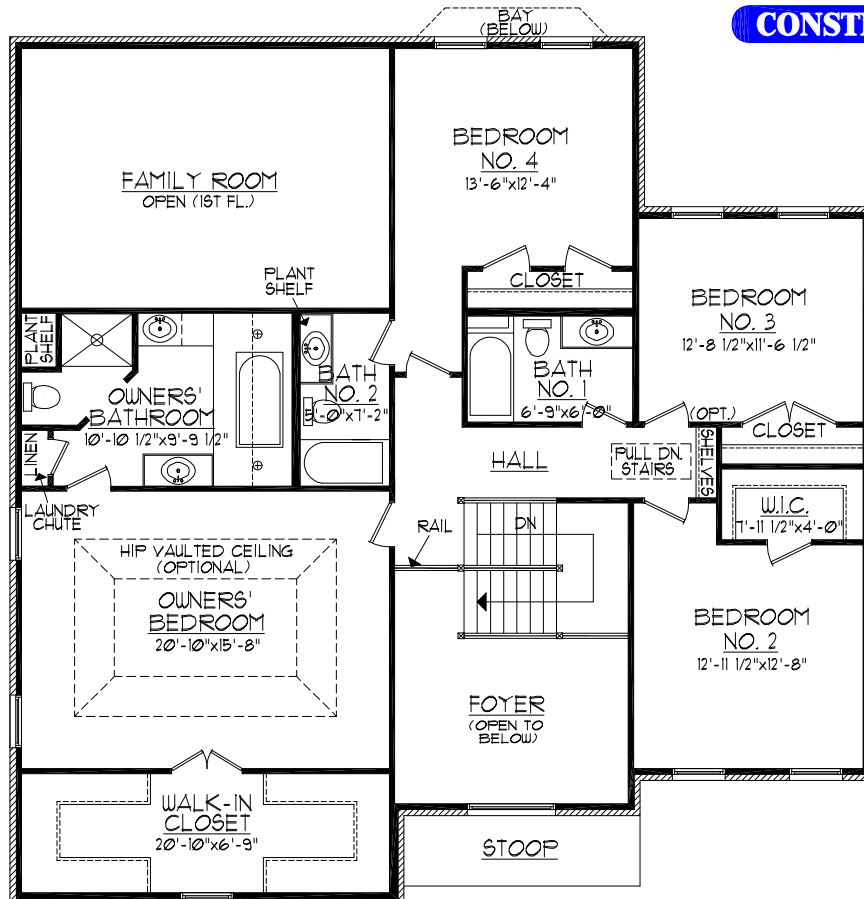 BAY
(BELOW)
BEDROOM
NO. 4
13'-6"x12'-4"
FAMILY ROOM
OPEN (1ST FL.)
PLANT
SHELF
CLOSET
BEDROOM
NO. 3
12'-8 1/2"x11'-6 1/2"
PLANT
SHELF
BATH
NO. 2
BATH
NO. 1
6'-9"x6'-0"
OWNERS'
BATHROOM
10'-10 1/2"x9'-9 1/2"
(OPT.)
CLOSET
LINEN
HALL
PULL DN.
STAIRS
SHELVES
LAUNDRY
CHUTE
W.I.C.
7'-11 1/2"x4'-0"
RAIL
DN
HIP VAULTED CEILING
(OPTIONAL)
OWNERS'
BEDROOM
20'-10"x15'-8"
BEDROOM
NO. 2
12'-11 1/2"x12'-8"
FOYER
(OPEN TO
BELOW)
WALK-IN
CLOSET
20'-10"x6'-9"
STOOP